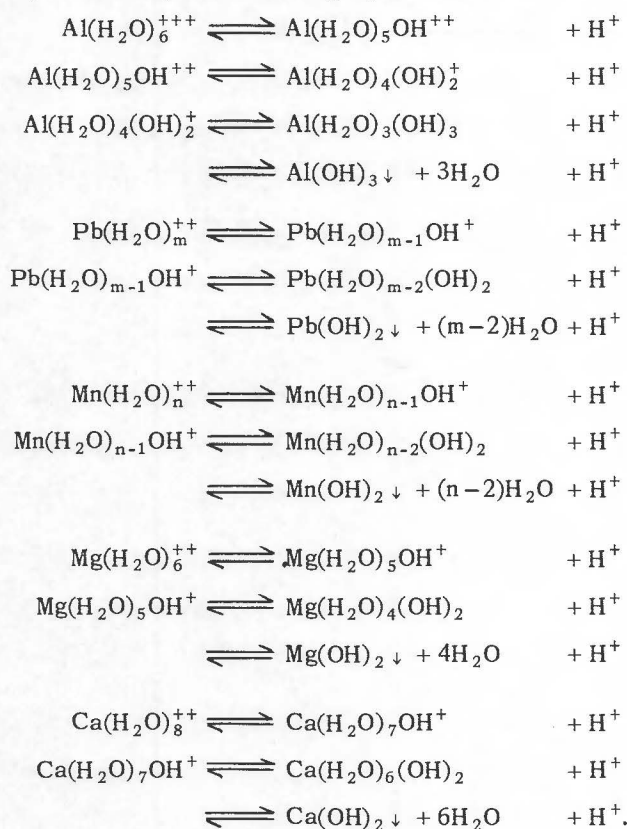 Al(H₂O)₆⁺⁺⁺ ⇌ Al(H₂O)₅OH⁺⁺ + H⁺
Al(H₂O)₅OH⁺⁺ ⇌ Al(H₂O)₄(OH)₂⁺ + H⁺
Al(H₂O)₄(OH)₂⁺ ⇌ Al(H₂O)₃(OH)₃ + H⁺
⇌ Al(OH)₃↓ + 3H₂O + H⁺
Pb(H₂O)ₘ⁺⁺ ⇌ Pb(H₂O)ₘ₋₁OH⁺ + H⁺
Pb(H₂O)ₘ₋₁OH⁺ ⇌ Pb(H₂O)ₘ₋₂(OH)₂ + H⁺
⇌ Pb(OH)₂↓ + (m−2)H₂O + H⁺
Mn(H₂O)ₙ⁺⁺ ⇌ Mn(H₂O)ₙ₋₁OH⁺ + H⁺
Mn(H₂O)ₙ₋₁OH⁺ ⇌ Mn(H₂O)ₙ₋₂(OH)₂ + H⁺
⇌ Mn(OH)₂↓ + (n−2)H₂O + H⁺
Mg(H₂O)₆⁺⁺ ⇌ Mg(H₂O)₅OH⁺ + H⁺
Mg(H₂O)₅OH⁺ ⇌ Mg(H₂O)₄(OH)₂ + H⁺
⇌ Mg(OH)₂↓ + 4H₂O + H⁺
Ca(H₂O)₈⁺⁺ ⇌ Ca(H₂O)₇OH⁺ + H⁺
Ca(H₂O)₇OH⁺ ⇌ Ca(H₂O)₆(OH)₂ + H⁺
⇌ Ca(OH)₂↓ + 6H₂O + H⁺.